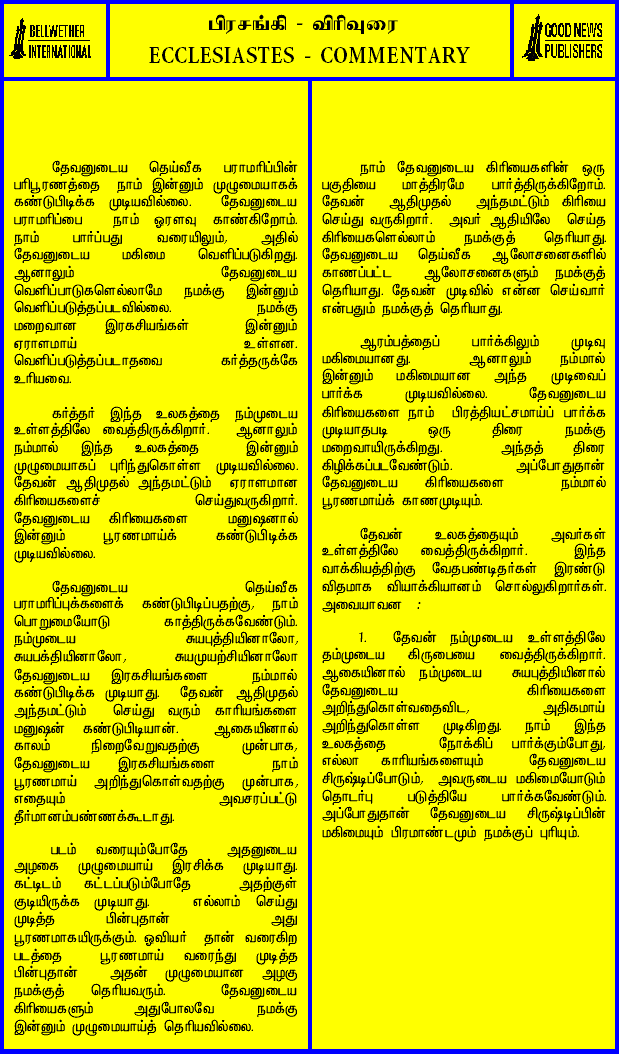 BELLWETHER
INTERNATIONAL
பிரசங்கி - விரிவுரை
ECCLESIASTES - COMMENTARY
GOOD NEWS
PUBLISHERS
தேவனுடைய தெய்வீக பராமரிப்பின்
பரிபூரணத்தை நாம் இன்னும் முழுமையாகக்
கண்டுபிடிக்க முடியவில்லை. தேவனுடைய
பராமரிப்பை நாம் ஓரளவு காண்கிறோம்.
நாம் பார்ப்பது வரையிலும், அதில்
தேவனுடைய மகிமை வெளிப்படுகிறது.
ஆனாலும் தேவனுடைய
வெளிப்பாடுகளெல்லாமே நமக்கு இன்னும்
வெளிப்படுத்தப்படவில்லை. நமக்கு
மறைவான இரகசியங்கள் இன்னும்
ஏராளமாய் உள்ளன.
வெளிப்படுத்தப்படாதவை கர்த்தருக்கே
உரியவை.
கர்த்தர் இந்த உலகத்தை நம்முடைய
உள்ளத்திலே வைத்திருக்கிறார். ஆனாலும்
நம்மால் இந்த உலகத்தை இன்னும்
முழுமையாகப் புரிந்துகொள்ள முடியவில்லை.
தேவன் ஆதிமுதல் அந்தமட்டும் ஏராளமான
கிரியைகளைச் செய்துவருகிறார்.
தேவனுடைய கிரியைகளை மனுஷனால்
இன்னும் பூரணமாய்க் கண்டுபிடிக்க
முடியவில்லை.
தேவனுடைய தெய்வீக
பராமரிப்புக்களைக் கண்டுபிடிப்பதற்கு, நாம்
பொறுமையோடு காத்திருக்கவேண்டும்.
நம்முடைய சுயபுத்தியினாலோ,
சுயபக்தியினாலோ, சுயமுயற்சியினாலோ
தேவனுடைய இரகசியங்களை நம்மால்
கண்டுபிடிக்க முடியாது. தேவன் ஆதிமுதல்
அந்தமட்டும் செய்து வரும் காரியங்களை
மனுஷன் கண்டுபிடியான். ஆகையினால்
காலம் நிறைவேறுவதற்கு முன்பாக,
தேவனுடைய இரகசியங்களை நாம்
பூரணமாய் அறிந்துகொள்வதற்கு முன்பாக,
எதையும் அவசரப்பட்டு
தீர்மானம்பண்ணக்கூடாது.
படம் வரையும்போதே அதனுடைய
அழகை முழுமையாய் இரசிக்க முடியாது.
கட்டிடம் கட்டப்படும்போதே அதற்குள்
குடியிருக்க முடியாது. எல்லாம் செய்து
முடித்த பின்புதான் அது
பூரணமாகயிருக்கும். ஓவியர் தான் வரைகிற
படத்தை பூரணமாய் வரைந்து முடித்த
பின்புதான் அதன் முழுமையான அழகு
நமக்குத் தெரியவரும். தேவனுடைய
கிரியைகளும் அதுபோலவே நமக்கு
இன்னும் முழுமையாய்த் தெரியவில்லை.
நாம் தேவனுடைய கிரியைகளின் ஒரு
பகுதியை மாத்திரமே பார்த்திருக்கிறோம்.
தேவன் ஆதிமுதல் அந்தமட்டும் கிரியை
செய்து வருகிறார். அவர் ஆதியிலே செய்த
கிரியைகளெல்லாம் நமக்குத் தெரியாது.
தேவனுடைய தெய்வீக ஆலோசனைகளில்
காணப்பட்ட ஆலோசனைகளும் நமக்குத்
தெரியாது. தேவன் முடிவில் என்ன செய்வார்
என்பதும் நமக்குத் தெரியாது.
ஆரம்பத்தைப் பார்க்கிலும் முடிவு
மகிமையானது. ஆனாலும் நம்மால்
இன்னும் மகிமையான அந்த முடிவைப்
பார்க்க முடியவில்லை. தேவனுடைய
கிரியைகளை நாம் பிரத்தியட்சமாய்ப் பார்க்க
முடியாதபடி ஒரு திரை நமக்கு
மறைவாயிருக்கிறது. அந்தத் திரை
கிழிக்கப்படவேண்டும். அப்போதுதான்
தேவனுடைய கிரியைகளை நம்மால்
பூரணமாய்க் காணமுடியும்.
தேவன் உலகத்தையும் அவர்கள்
உள்ளத்திலே வைத்திருக்கிறார். இந்த
வாக்கியத்திற்கு வேதபண்டிதர்கள் இரண்டு
விதமாக வியாக்கியானம் சொல்லுகிறார்கள்.
அவையாவன :
1. தேவன் நம்முடைய உள்ளத்திலே
தம்முடைய கிருபையை வைத்திருக்கிறார்.
ஆகையினால் நம்முடைய சுயபுத்தியினால்
தேவனுடைய கிரியைகளை
அறிந்துகொள்வதைவிட, அதிகமாய்
அறிந்துகொள்ள முடிகிறது. நாம் இந்த
உலகத்தை நோக்கிப் பார்க்கும்போது,
எல்லா காரியங்களையும் தேவனுடைய
சிருஷ்டிப்போடும், அவருடைய மகிமையோடும்
தொடர்பு படுத்தியே பார்க்கவேண்டும்.
அப்போதுதான் தேவனுடைய சிருஷ்டிப்பின்
மகிமையும் பிரமாண்டமும் நமக்குப் புரியும்.